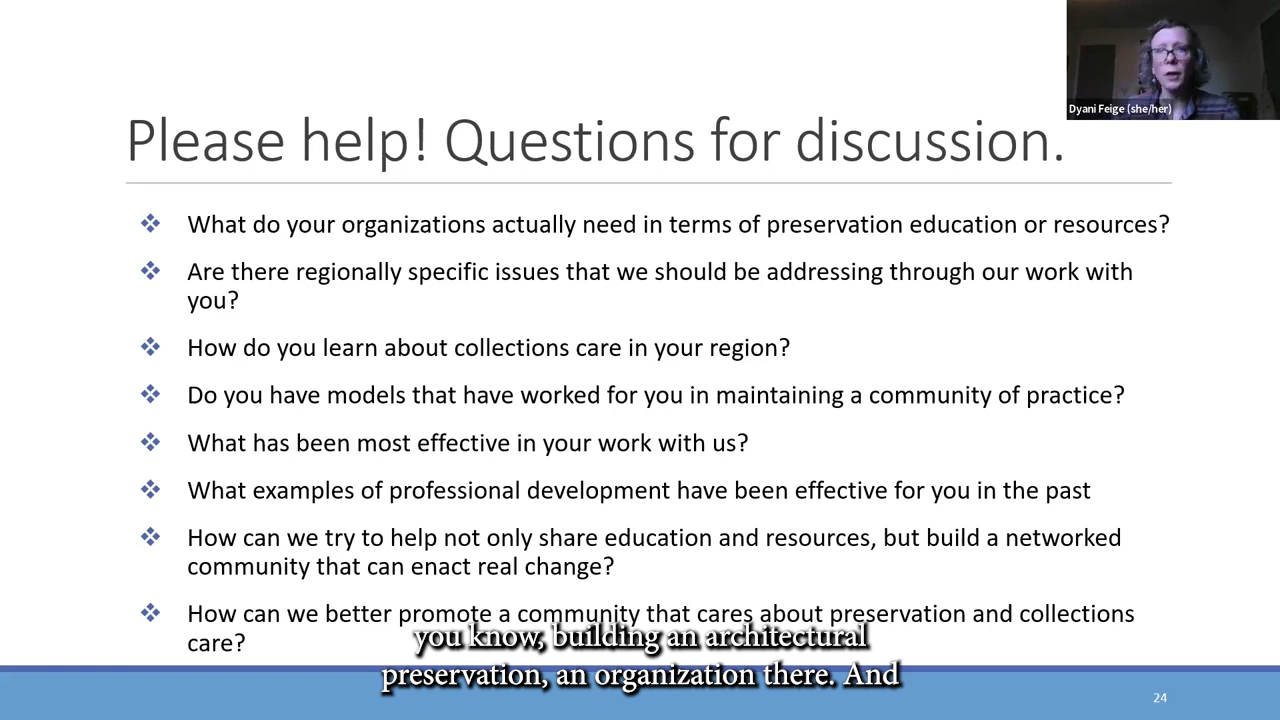 Dyani Feige (she/her)
Please help! Questions for discussion.
❖ What do your organizations actually need in terms of preservation education or resources?
❖ Are there regionally specific issues that we should be addressing through our work with
you?
❖ How do you learn about collections care in your region?
❖ Do you have models that have worked for you in maintaining a community of practice?
❖ What has been most effective in your work with us?
❖ What examples of professional development have been effective for you in the past
❖ How can we try to help not only share education and resources, but build a networked
community that can enact real change?
❖ How can we better promote a community that cares about preservation and collections
care?
you know, building an architectural
preservation, an organization there. And
24